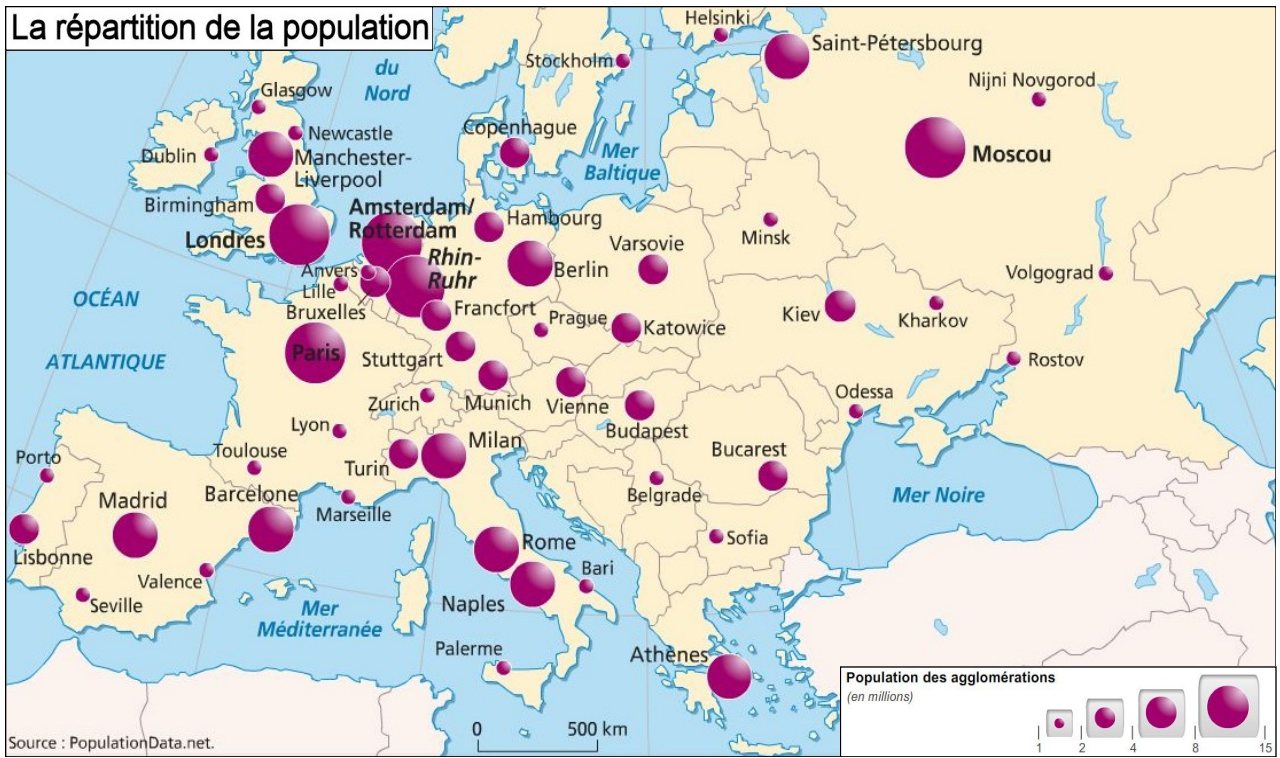 La répartition de la population
du
Nord
Helsinki
Saint-Pétersbourg
Stockholm
Nijni Novgorod
Glasgow
Newcastle
Copenhague
Mer
Baltique
Moscou
Dublin
Manchester-
Liverpool
Birmingham
Amsterdam/
Rotterdam
Hambourg
Londres
Minsk
Varsovie
Rhin-
Ruhr
Berlin
Anvers
Lille
Bruxelles
Volgograd
OCÉAN
ATLANTIQUE
Francfort
Prague
Katowice
Kiev
Kharkov
Paris
Stuttgart
Rostov
Zurich
Munich
Vienne
Odessa
Lyon
Budapest
Milan
Toulouse
Turin
Bucarest
Porto
Madrid
Barcelone
Marseille
Belgrade
Mer Noire
Lisbonne
Rome
Sofia
Valence
Bari
Seville
Naples
Mer
Méditerranée
Palerme
Athènes
Population des agglomérations
(en millions)
1 2 4 8 15
0 500 km
Source : PopulationData.net.